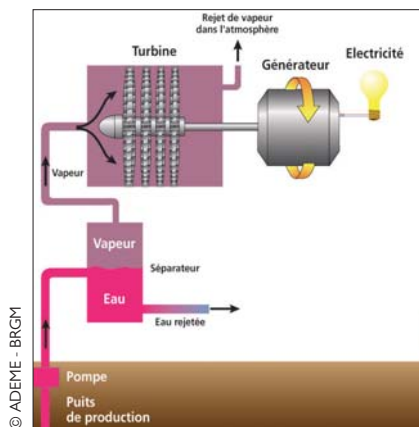 Rejet de vapeur
dans l'atmosphère
Turbine
Générateur
Electricité
Vapeur
Vapeur
Séparateur
Eau
Eau rejetée
Pompe
Puits
de production
© ADEME - BRGM